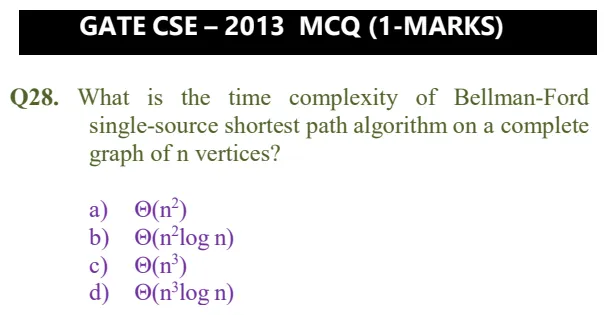 GATE CSE – 2013 MCQ (1-MARKS)
Q28. What is the time complexity of Bellman-Ford
single-source shortest path algorithm on a complete
graph of n vertices?
a) Θ(n²)
b) Θ(n²log n)
c) Θ(n³)
d) Θ(n³log n)